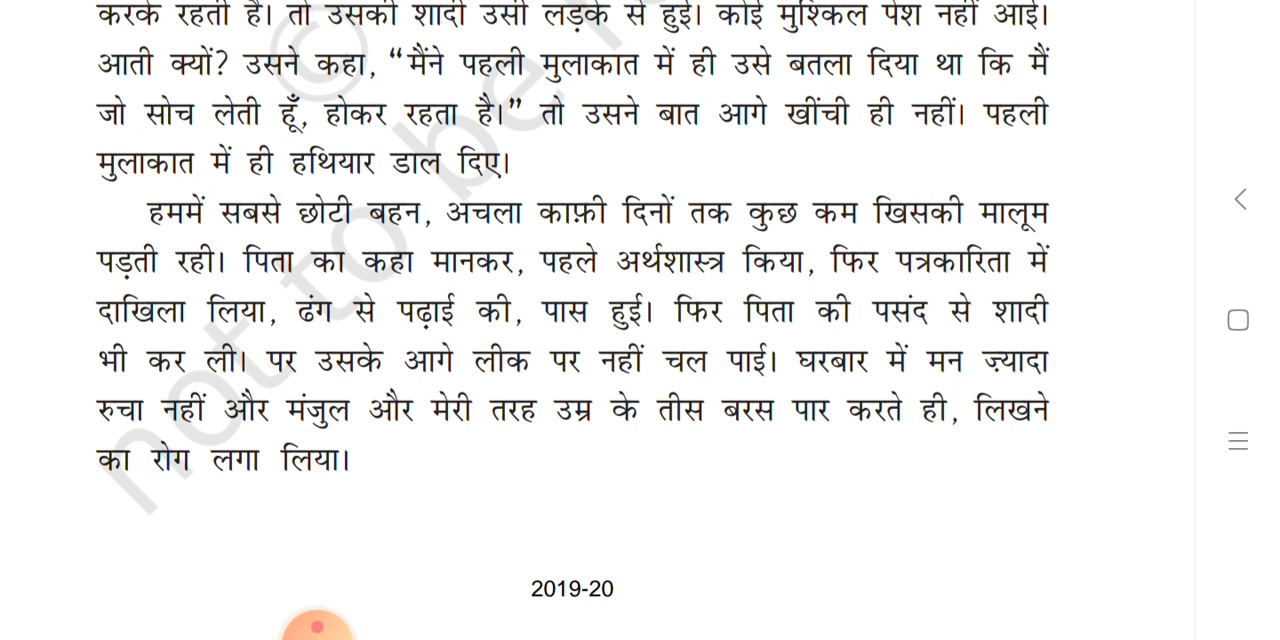 करके रहती है। तो उसकी शादी उसी लड़के से हुई। कोई मुश्किल पेश नहीं आई।
आती क्यों? उसने कहा, “मैंने पहली मुलाकात में ही उसे बतला दिया था कि मैं
जो सोच लेती हूँ, होकर रहता है।” तो उसने बात आगे खींची ही नहीं। पहली
मुलाकात में ही हथियार डाल दिए।
हममें सबसे छोटी बहन, अचला काफ़ी दिनों तक कुछ कम खिसकी मालूम
पड़ती रही। पिता का कहा मानकर, पहले अर्थशास्त्र किया, फिर पत्रकारिता में
दाखिला लिया, ढंग से पढ़ाई की, पास हुई। फिर पिता की पसंद से शादी
भी कर ली। पर उसके आगे लीक पर नहीं चल पाई। घरबार में मन ज़्यादा
रुचा नहीं और मंजुल और मेरी तरह उम्र के तीस बरस पार करते ही, लिखने
का रोग लगा लिया।
©
not to be
2019-20